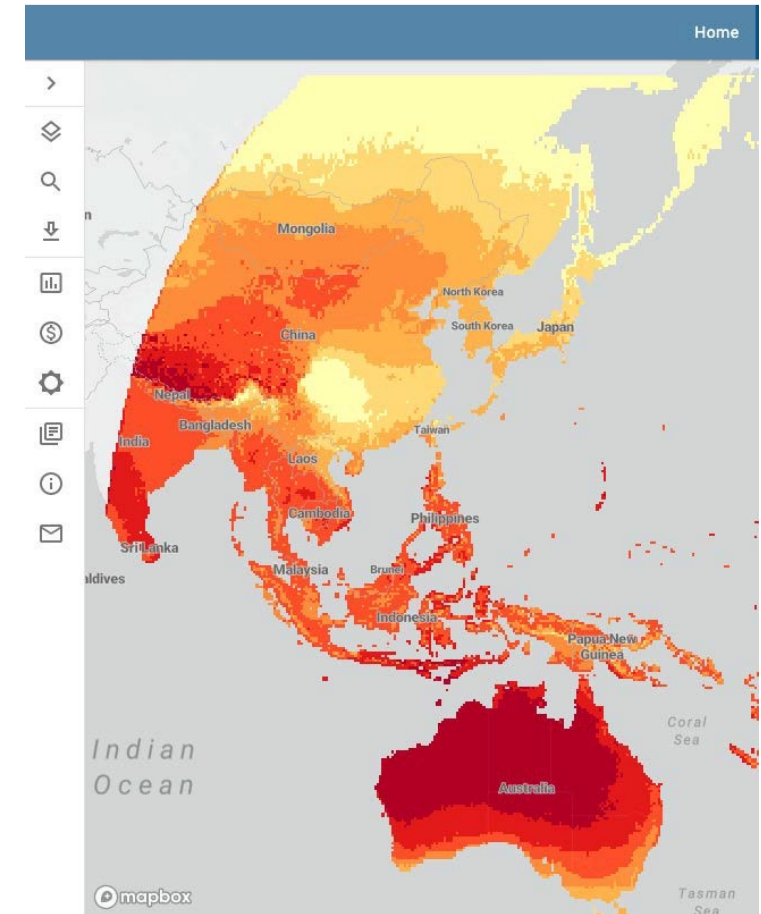 Home
n
Mongolia
North Korea
South Korea
Japan
China
Nepal
Bangladesh
Taiwan
India
Laos
Cambodia
Philippines
Sri Lanka
Malaysia
Brunei
aldives
Indonesia
Papua New
Guinea
Coral
Sea
Indian
Ocean
Australia
mapbox
Tasman
Sea